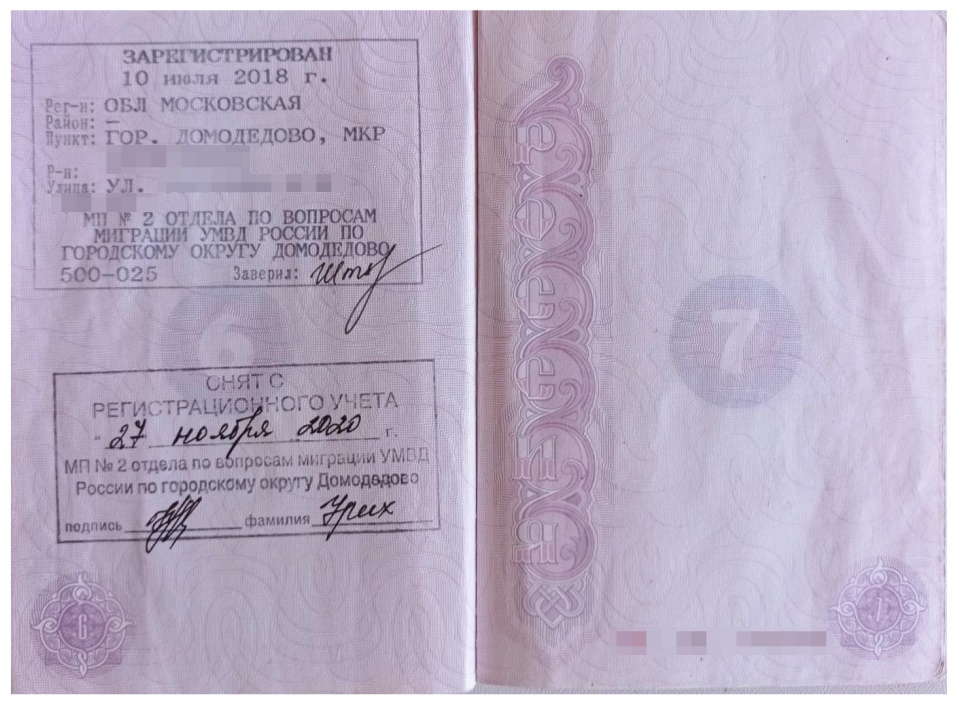 ЗАРЕГИСТРИРОВАН
10 июля 2018 г.
Рег-н: ОБЛ МОСКОВСКАЯ
Район: –
Пункт: ГОР. ДОМОДЕДОВО, МКР
Р-н:
Улица: УЛ.
МП № 2 ОТДЕЛА ПО ВОПРОСАМ
МИГРАЦИИ УМВД РОССИИ ПО
ГОРОДСКОМУ ОКРУГУ ДОМОДЕДОВО
500-025 Заверил:
6
СНЯТ С
РЕГИСТРАЦИОННОГО УЧЕТА
"27 ноября 2020 г.
МП № 2 отдела по вопросам миграции УМВД
России по городскому округу Домодедово
подпись фамилия Урих
6
7
7